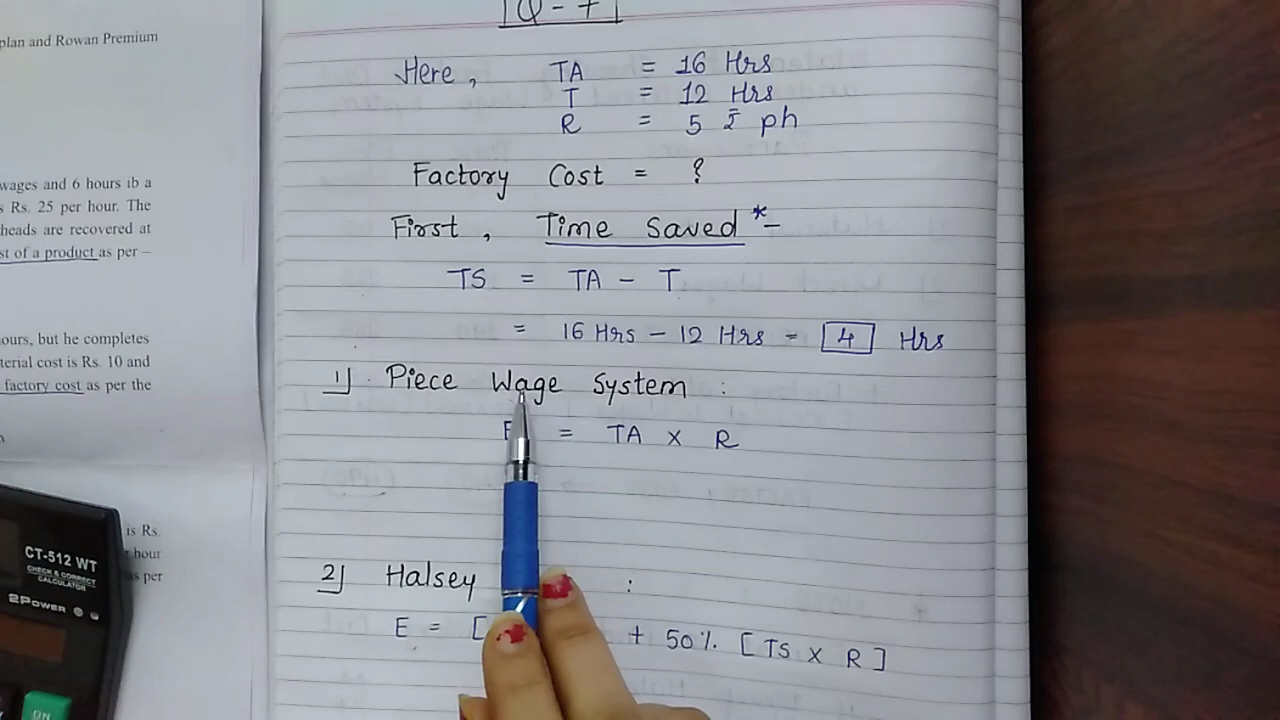 plan and Rowan Premium
wages and 6 hours ib a
s Rs. 25 per hour. The
heads are recovered at
st of a product as per –
ours, but he completes
terial cost is Rs. 10 and
factory cost as per the
is Rs.
hour
as per
CT-512 WT
CHECK & CORRECT
CALCULATOR
2POWER
ON
Q - 7
Here, TA = 16 Hrs
T = 12 Hrs
R = 5 ₹ ph
Factory Cost = ?
First, Time Saved *–
TS = TA – T
= 16 Hrs – 12 Hrs = 4 Hrs
1) Piece Wage System :
E = TA x R
2) Halsey :
E = [ + 50% [TS x R]